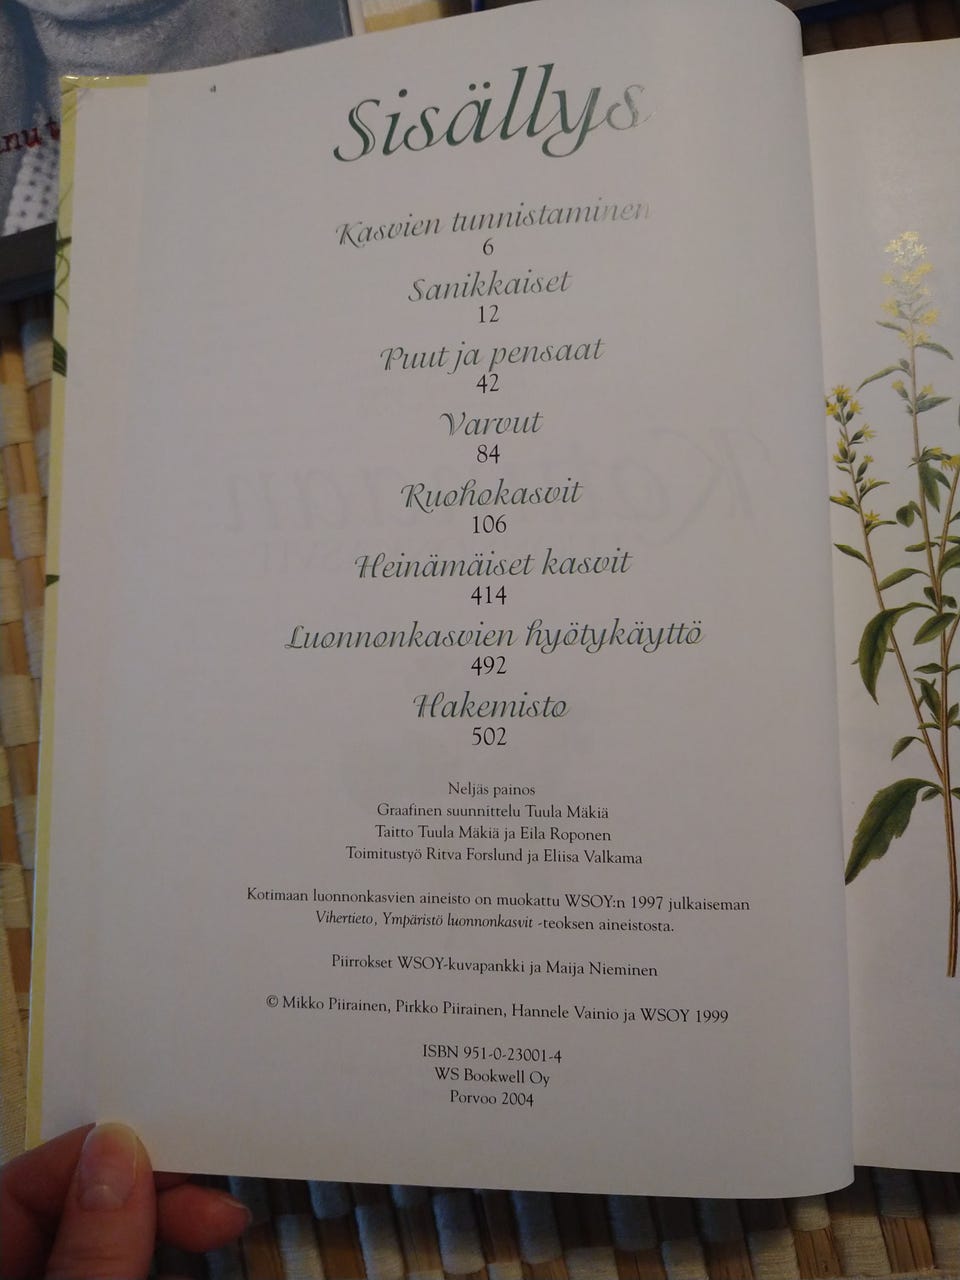 nut
Sisällys
Kasvien tunnistaminen
6
Sanikkaiset
12
Puut ja pensaat
42
Varvut
84
Ruohokasvit
106
Heinämäiset kasvit
414
Luonnonkasvien hyötykäyttö
492
Hakemisto
502
Neljäs painos
Graafinen suunnittelu Tuula Mäkiä
Taitto Tuula Mäkiä ja Eila Roponen
Toimitustyö Ritva Forslund ja Eliisa Valkama
Kotimaan luonnonkasvien aineisto on muokattu WSOY:n 1997 julkaiseman
Vihertieto, Ympäristö luonnonkasvit -teoksen aineistosta.
Piirrokset WSOY-kuvapankki ja Maija Nieminen
© Mikko Piirainen, Pirkko Piirainen, Hannele Vainio ja WSOY 1999
ISBN 951-0-23001-4
WS Bookwell Oy
Porvoo 2004